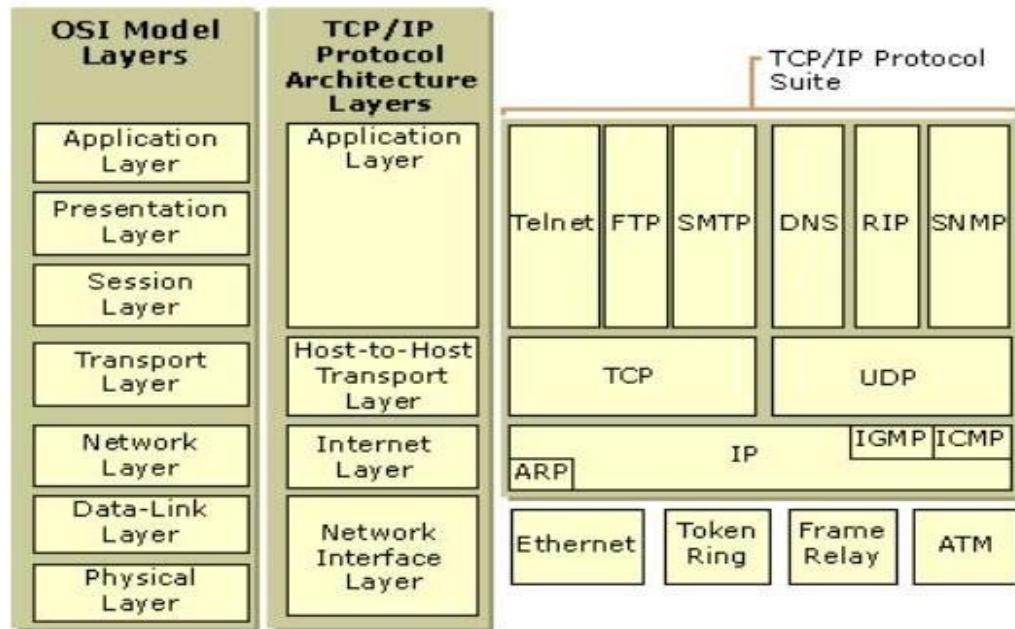 OSI Model
Layers
Application
Layer
Presentation
Layer
Session
Layer
Transport
Layer
Network
Layer
Data-Link
Layer
Physical
Layer
TCP/IP
Protocol
Architecture
Layers
Application
Layer
Host-to-Host
Transport
Layer
Internet
Layer
Network
Interface
Layer
TCP/IP Protocol
Suite
Telnet FTP SMTP DNS RIP SNMP
TCP UDP
IGMP ICMP
IP
ARP
Ethernet
Token
Ring
Frame
Relay
ATM